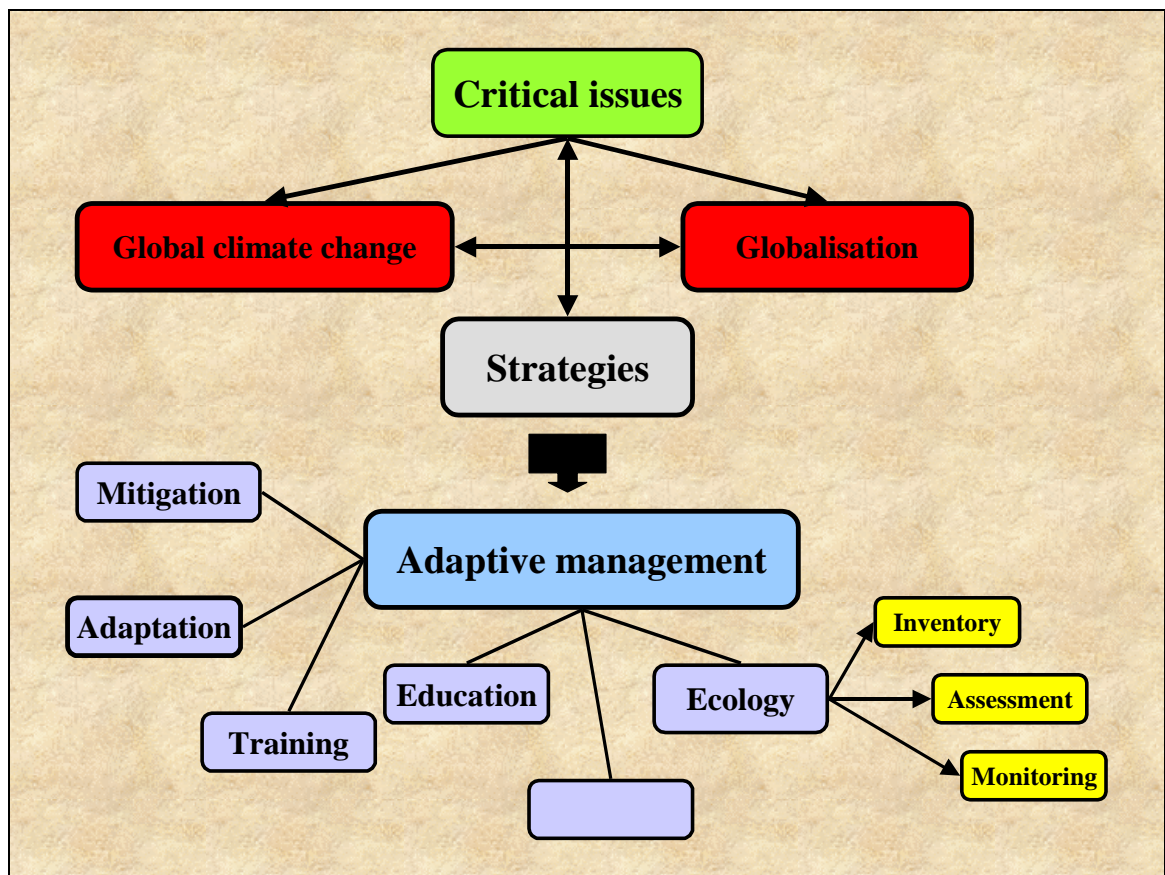 Critical issues
Global climate change
Globalisation
Strategies
Mitigation
Adaptive management
Adaptation
Inventory
Education
Ecology
Assessment
Training
Monitoring